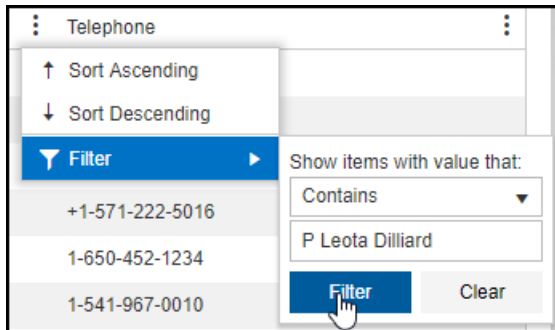 Telephone
Sort Ascending
Sort Descending
Filter
Show items with value that:
Contains
+1-571-222-5016
P Leota Dilliard
1-650-452-1234
Filter Clear
1-541-967-0010